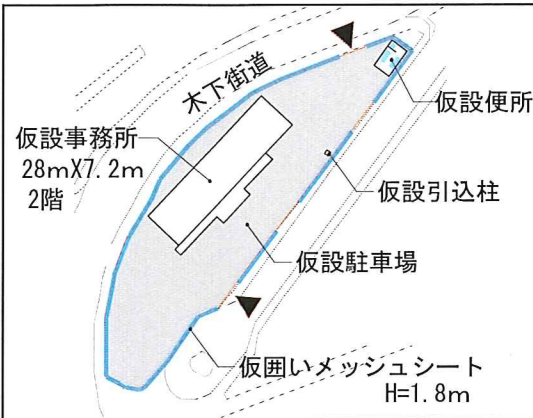 木下街道
仮設便所
仮設事務所
28mX7.2m
2階
仮設引込柱
仮設駐車場
仮囲いメッシュシート
H=1.8m